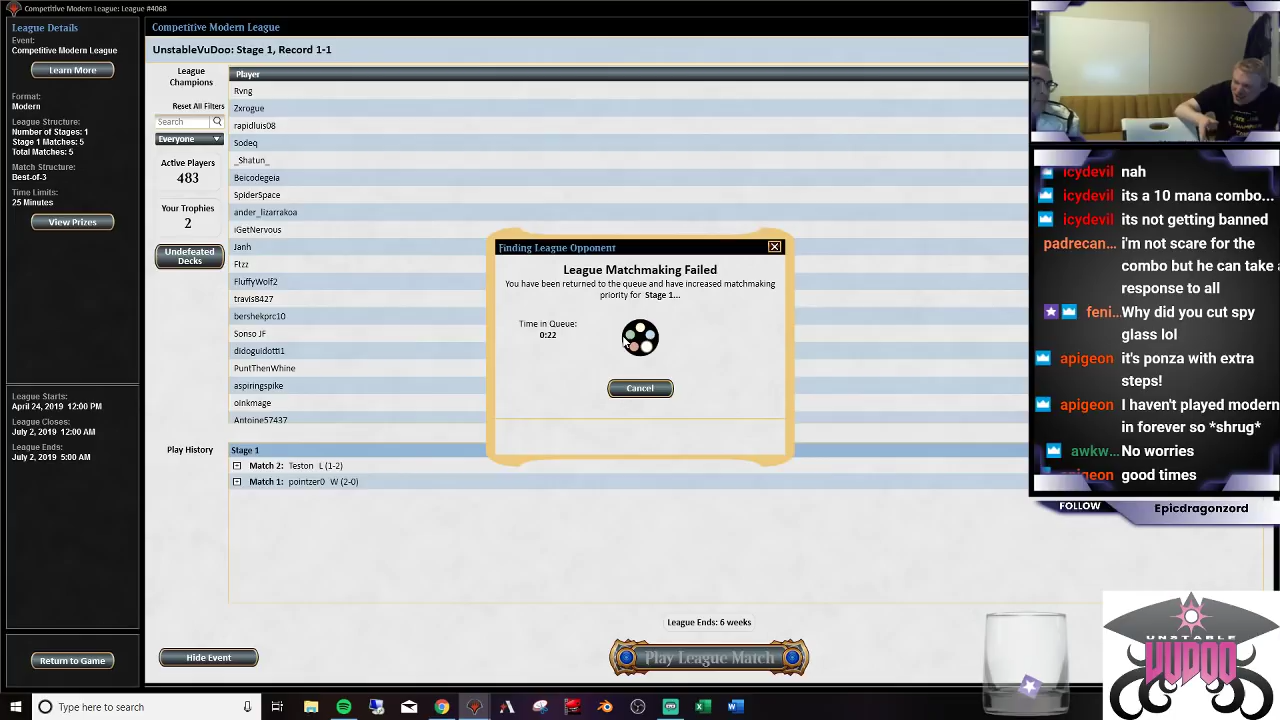 Competitive Modern League: League #4068
League Details
Event:
Competitive Modern League
Learn More
Format:
Modern
League Structure:
Number of Stages: 1
Stage 1 Matches: 5
Total Matches: 5
Match Structure:
Best-of-3
Time Limits:
25 Minutes
View Prizes
League Starts:
April 24, 2019 12:00 PM
League Closes:
July 2, 2019 12:00 AM
League Ends:
July 2, 2019 5:00 AM
Return to Game
Competitive Modern League
UnstableVuDoo: Stage 1, Record 1-1
League
Champions
Reset All Filters
Search
Everyone
Active Players
483
Your Trophies
2
Undefeated
Decks
Player
Rvng
Zxrogue
rapidluis08
Sodeq
_Shatun_
Beicodegeia
SpiderSpace
ander_lizarrakoa
iGetNervous
Janh
Ftzz
FluffyWolf2
travis8427
bershekprc10
Sonso JF
didoguidotti1
PuntThenWhine
aspiringspike
oInkmage
Antoine57437
Play History
Stage 1
Match 2: Teston L (1-2)
Match 1: pointzer0 W (2-0)
Finding League Opponent
League Matchmaking Failed
You have been returned to the queue and have increased matchmaking
priority for Stage 1...
Time in Queue:
0:22
Cancel
League Ends: 6 weeks
Hide Event
Play League Match
icydevil nah
icydevil its a 10 mana combo...
icydevil its not getting banned
padrecan... i'm not scare for the
combo but he can take a
response to all
feni... Why did you cut spy
glass lol
apigeon it's ponza with extra
steps!
apigeon I haven't played modern
in forever so *shrug*
awkw... No worries
apigeon good times
FOLLOW Epicdragonzord
UNSTABLE
VUDOO
Type here to search